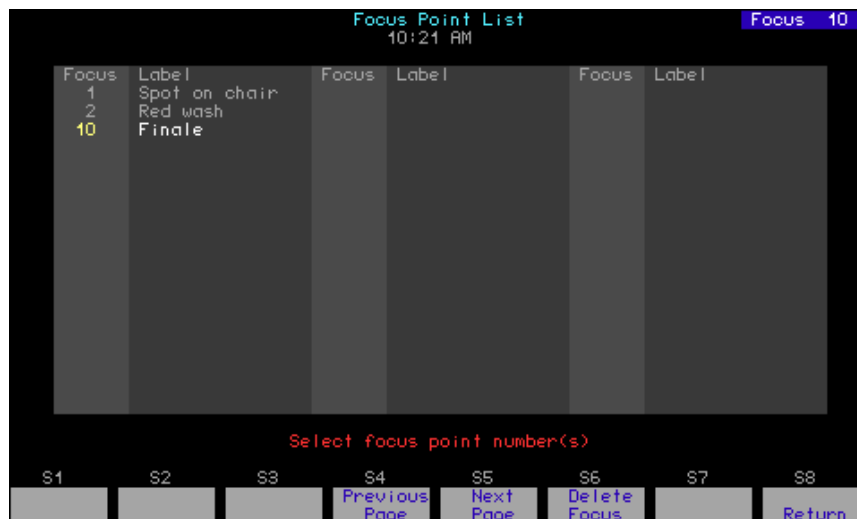 Focus Point List
Focus 10
10:21 AM
Focus Label Focus Label Focus Label
1 Spot on chair
2 Red wash
10 Finale
Select focus point number(s)
S1 S2 S3 S4 S5 S6 S7 S8
Previous Next Delete
Page Page Focus Return